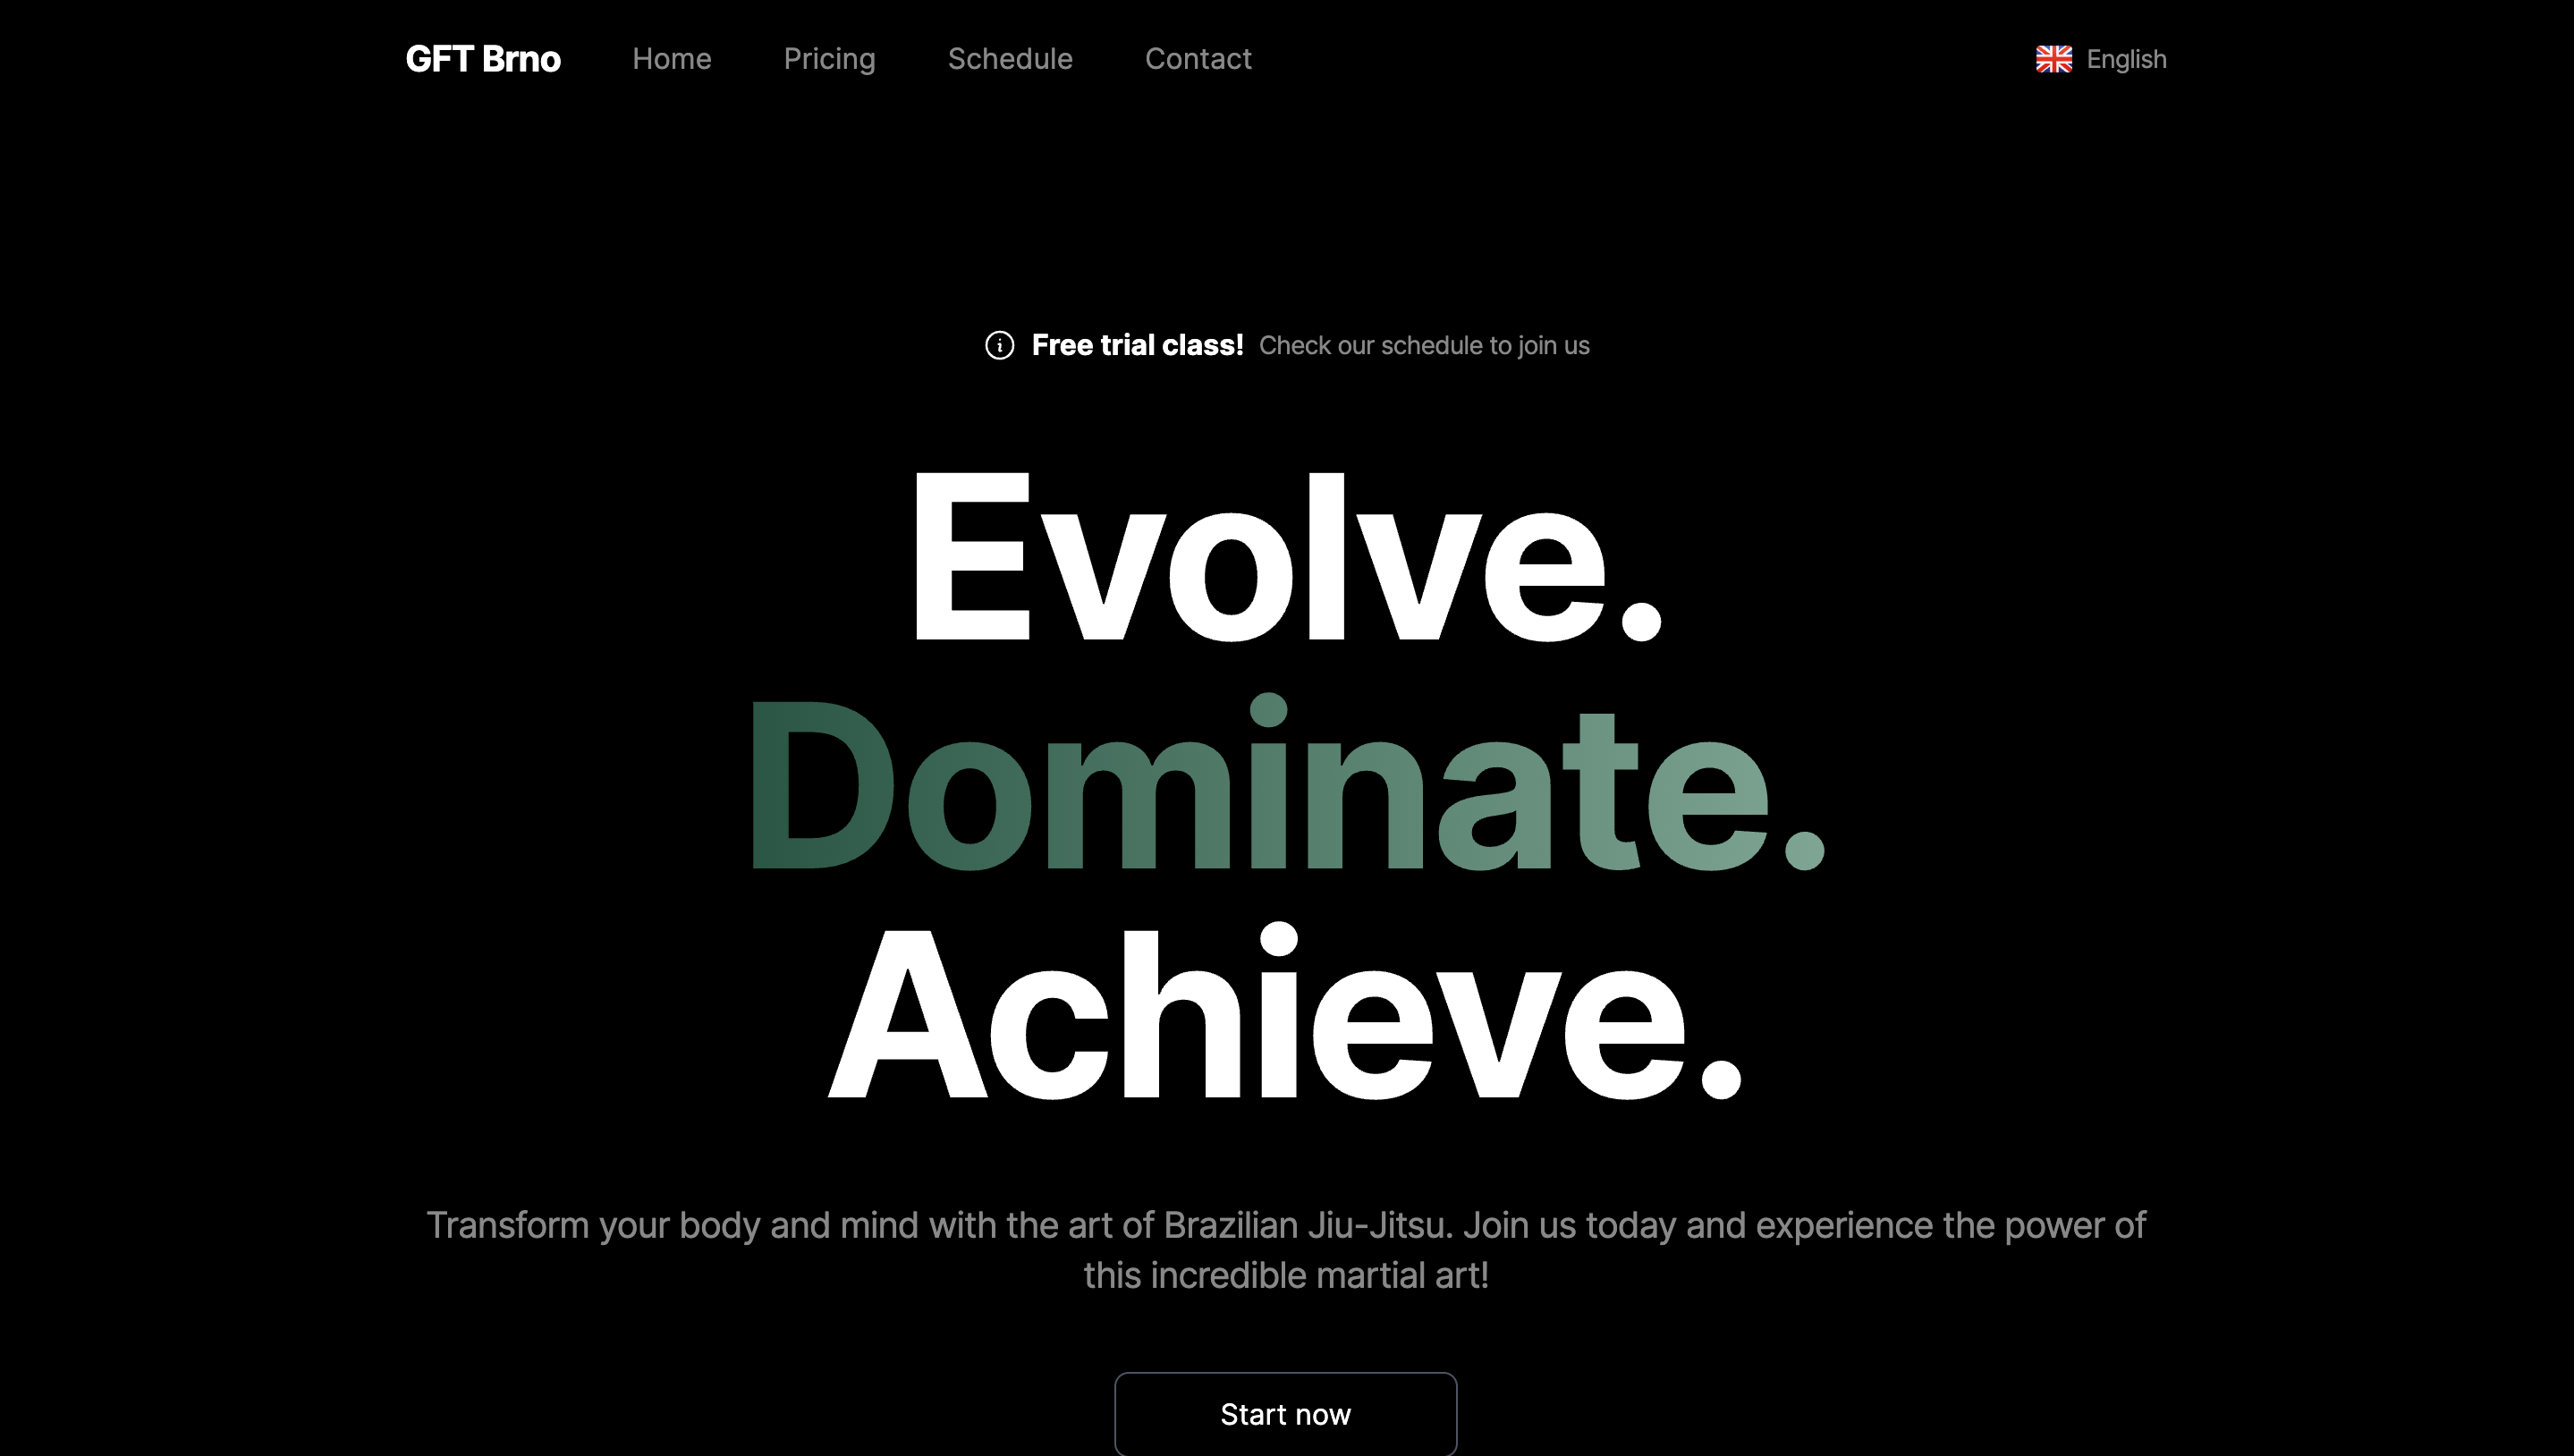 GFT Brno Home Pricing Schedule Contact English
Free trial class! Check our schedule to join us
Evolve.
Dominate.
Achieve.
Transform your body and mind with the art of Brazilian Jiu-Jitsu. Join us today and experience the power of
this incredible martial art!
Start now